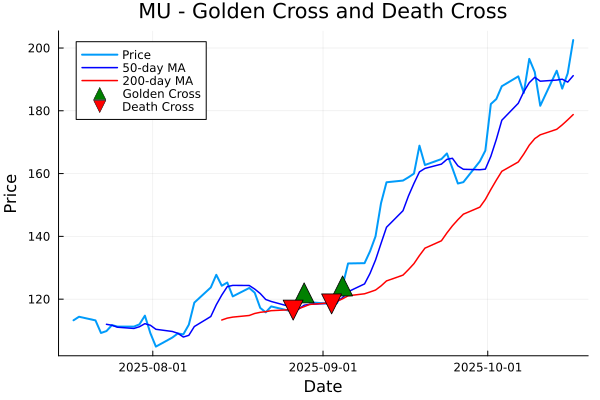 MU - Golden Cross and Death Cross
Price
50-day MA
200-day MA
Golden Cross
Death Cross
200
180
160
140
120
Price
2025-08-01
2025-09-01
2025-10-01
Date